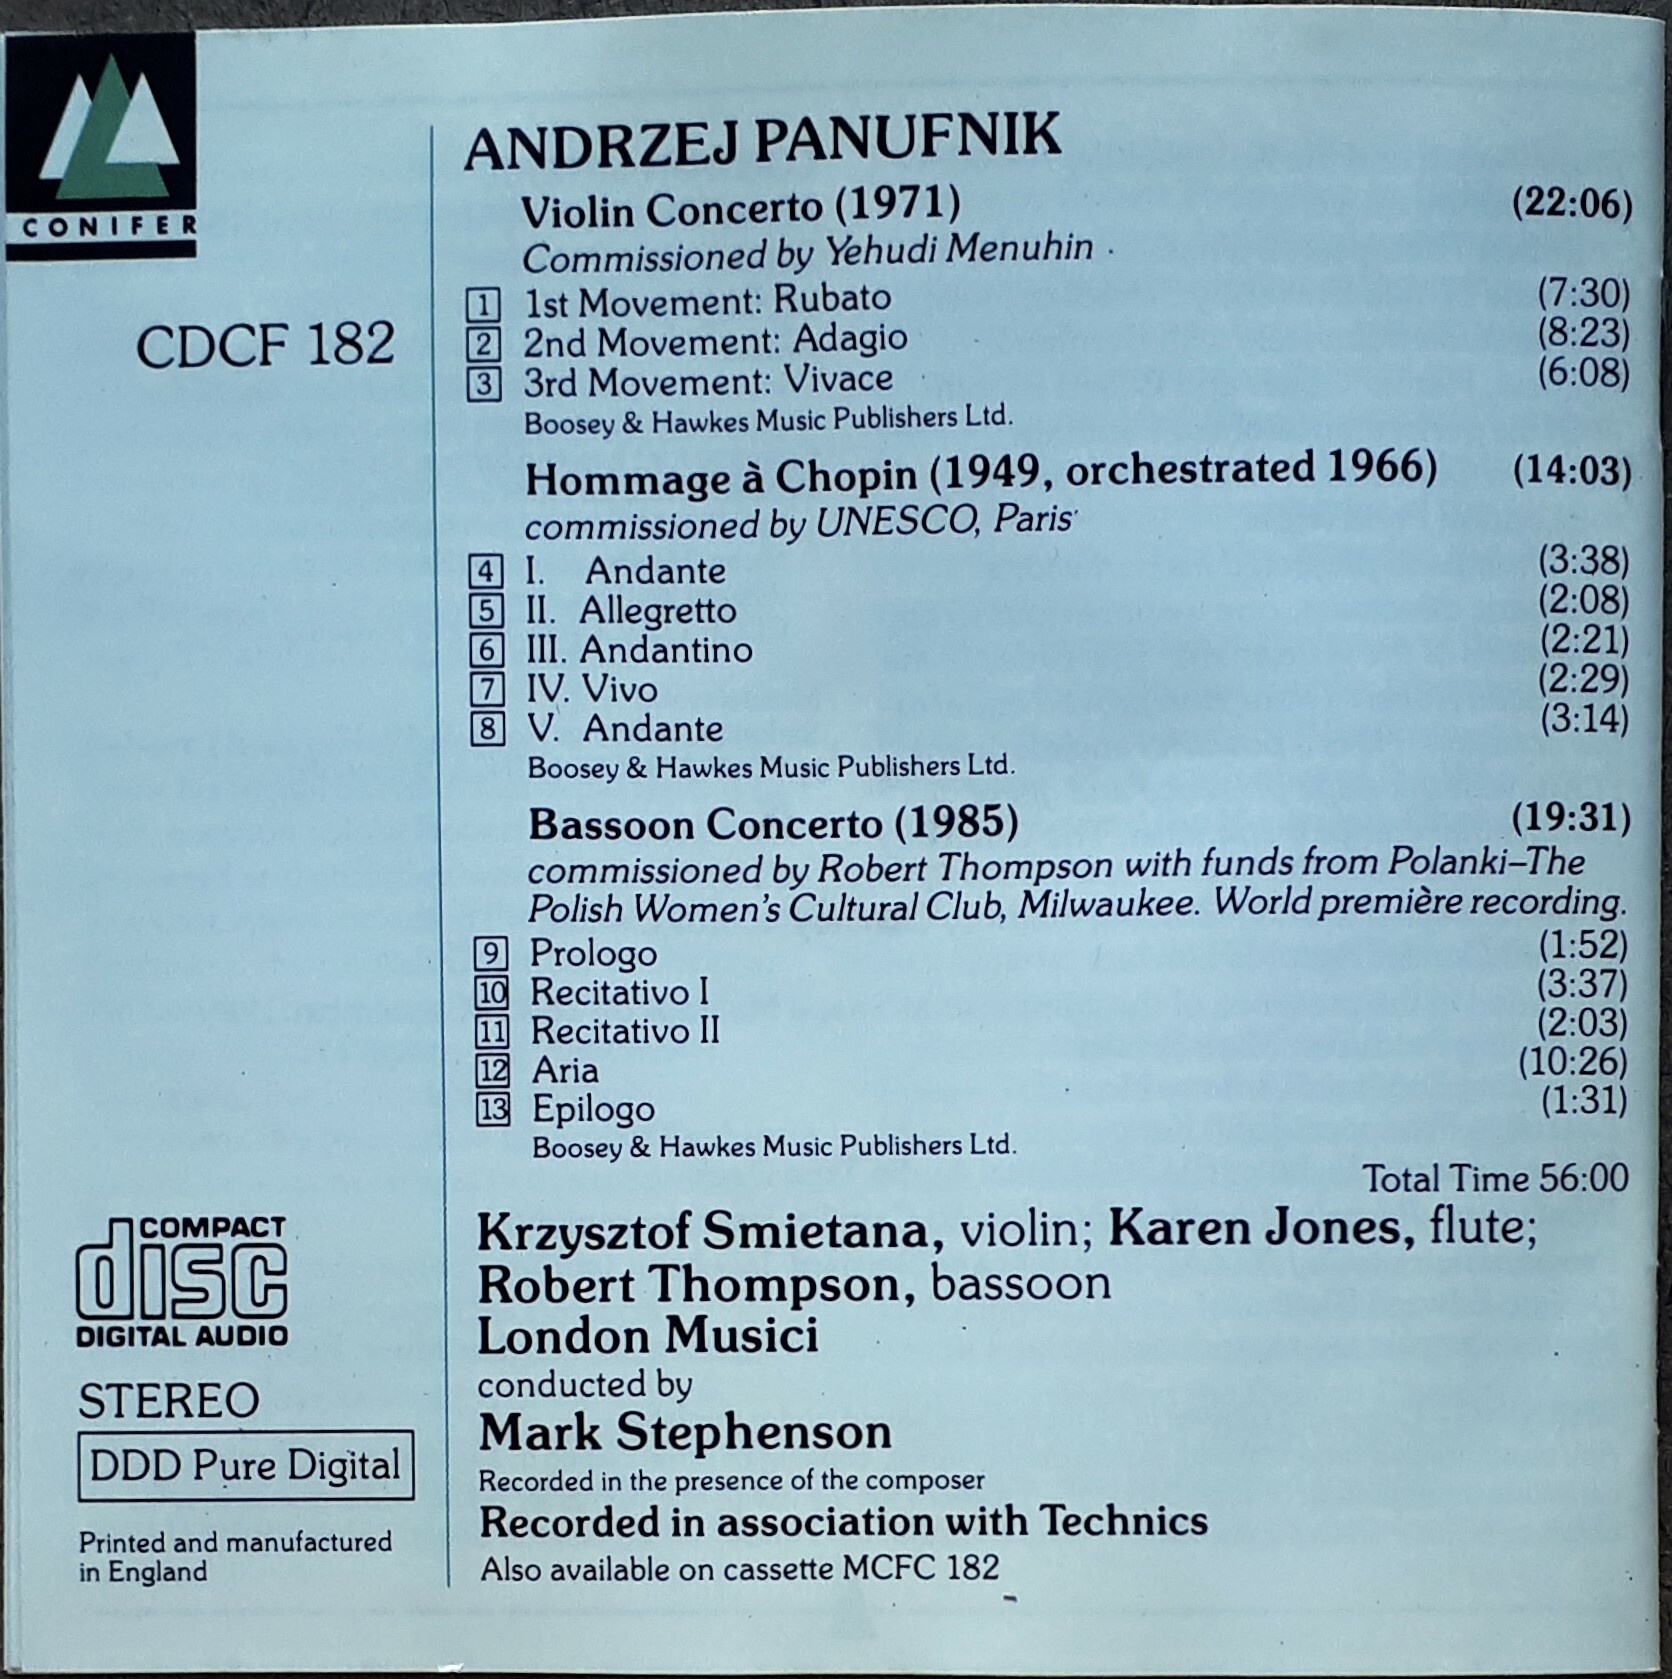 CONIFER
CDCF 182
ANDRZEJ PANUFNIK
Violin Concerto (1971) (22:06)
Commissioned by Yehudi Menuhin
1 1st Movement: Rubato (7:30)
2 2nd Movement: Adagio (8:23)
3 3rd Movement: Vivace (6:08)
Boosey & Hawkes Music Publishers Ltd.
Hommage à Chopin (1949, orchestrated 1966) (14:03)
commissioned by UNESCO, Paris
4 I. Andante (3:38)
5 II. Allegretto (2:08)
6 III. Andantino (2:21)
7 IV. Vivo (2:29)
8 V. Andante (3:14)
Boosey & Hawkes Music Publishers Ltd.
Bassoon Concerto (1985) (19:31)
commissioned by Robert Thompson with funds from Polanki–The
Polish Women's Cultural Club, Milwaukee. World première recording.
9 Prologo (1:52)
10 Recitativo I (3:37)
11 Recitativo II (2:03)
12 Aria (10:26)
13 Epilogo (1:31)
Boosey & Hawkes Music Publishers Ltd.
Total Time 56:00
Krzysztof Smietana, violin; Karen Jones, flute;
Robert Thompson, bassoon
London Musici
conducted by
Mark Stephenson
Recorded in the presence of the composer
Recorded in association with Technics
Also available on cassette MCFC 182
COMPACT
disc
DIGITAL AUDIO
STEREO
DDD Pure Digital
Printed and manufactured
in England